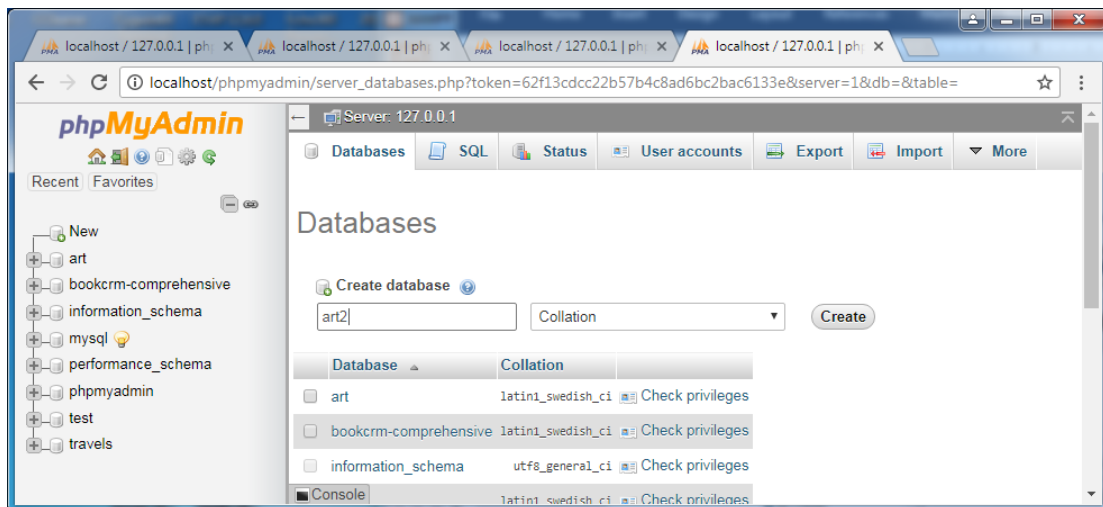 localhost / 127.0.0.1 | ph
localhost / 127.0.0.1 | ph
localhost / 127.0.0.1 | ph
localhost / 127.0.0.1 | ph
localhost/phpmyadmin/server_databases.php?token=62f13cdcc22b57b4c8ad6bc2bac6133e&server=1&db=&table=
phpMyAdmin
Recent Favorites
New
art
bookcrm-comprehensive
information_schema
mysql
performance_schema
phpmyadmin
test
travels
Server: 127.0.0.1
Databases SQL Status User accounts Export Import More
Databases
Create database
art2 Collation Create
Database Collation
art latin1_swedish_ci Check privileges
bookcrm-comprehensive latin1_swedish_ci Check privileges
information_schema utf8_general_ci Check privileges
latin1_swedish_ci Check privileges
Console